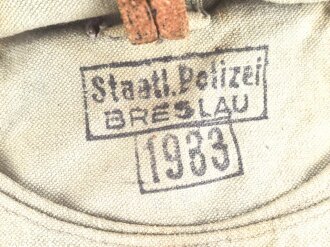 Staatl. Polizei
BRESLAU
1933